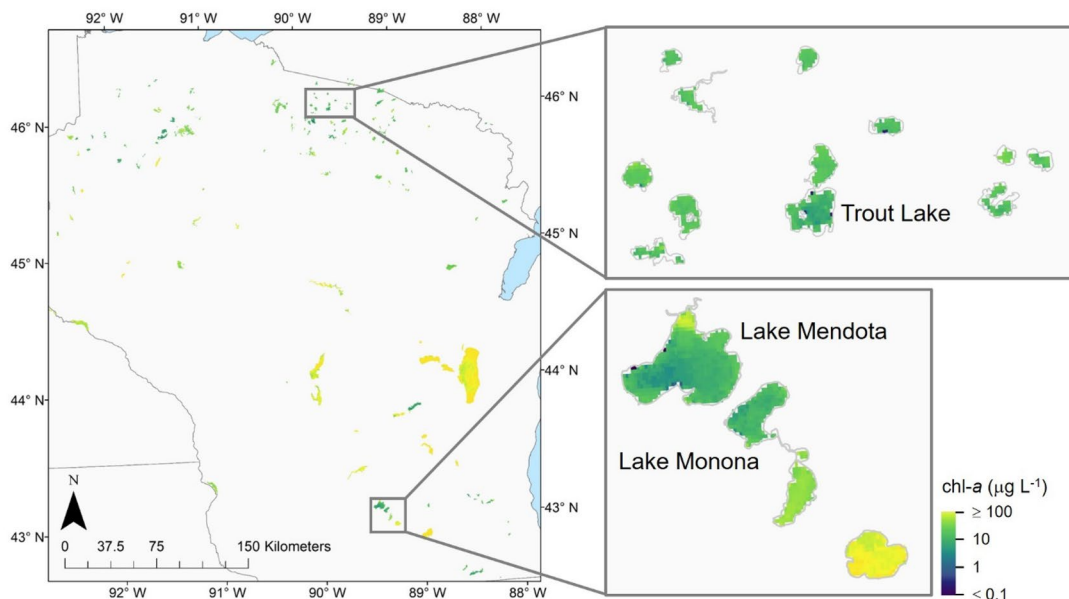 92° W 91° W 90° W 89° W 88° W
46° N
46° N
45° N
45° N
44° N
44° N
43° N
43° N
N
0 37.5 75 150 Kilometers
92° W 91° W 90° W 89° W 88° W
Trout Lake
Lake Mendota
Lake Monona
chl-a (μg L⁻¹)
≥ 100
10
1
< 0.1